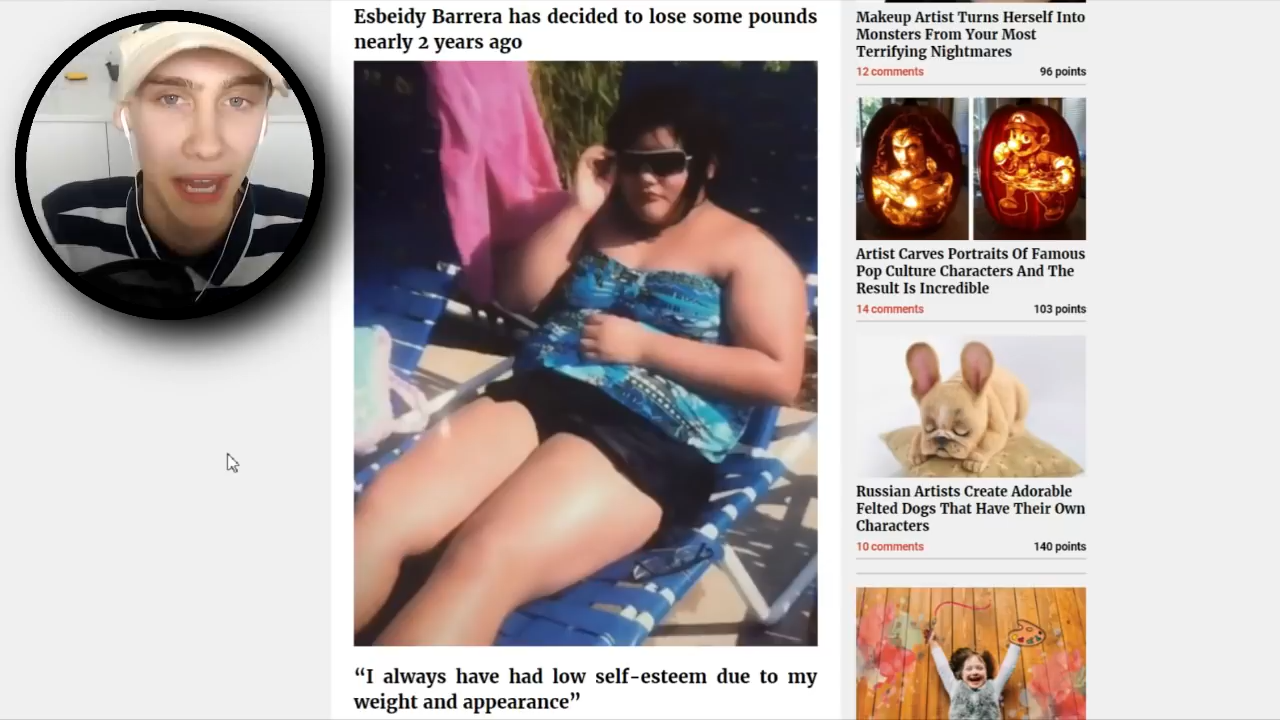 Esbeidy Barrera has decided to lose some pounds
nearly 2 years ago
“I always have had low self-esteem due to my
weight and appearance”
Makeup Artist Turns Herself Into
Monsters From Your Most
Terrifying Nightmares
12 comments 96 points
Artist Carves Portraits Of Famous
Pop Culture Characters And The
Result Is Incredible
14 comments 103 points
Russian Artists Create Adorable
Felted Dogs That Have Their Own
Characters
10 comments 140 points